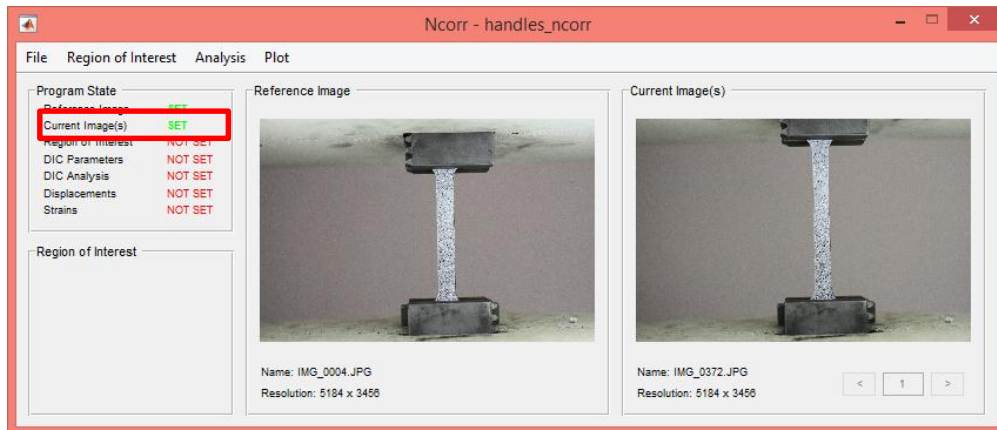 Ncorr - handles_ncorr
File Region of Interest Analysis Plot
Program State
Reference Image SET
Current Image(s) SET
Region of Interest NOT SET
DIC Parameters NOT SET
DIC Analysis NOT SET
Displacements NOT SET
Strains NOT SET
Region of Interest
Reference Image
Name: IMG_0004.JPG
Resolution: 5184 x 3456
Current Image(s)
Name: IMG_0372.JPG
Resolution: 5184 x 3456
< 1 >